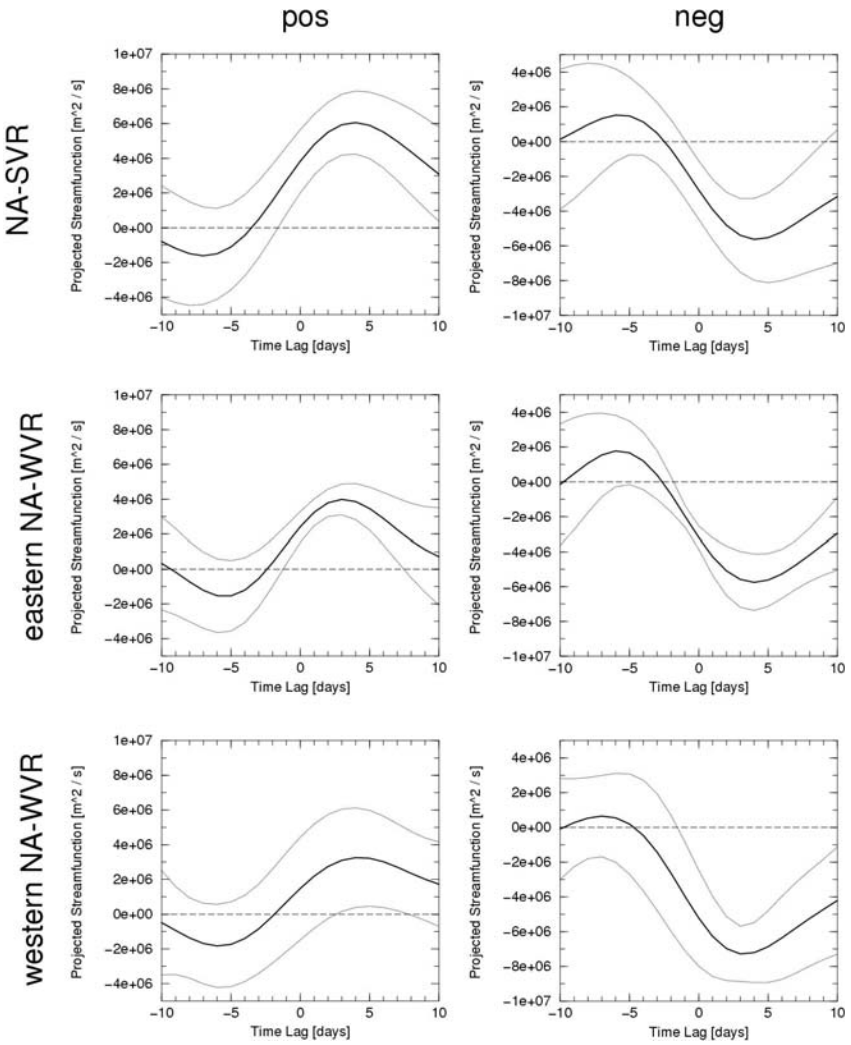 pos
neg
NA-SVR
Projected Streamfunction [m^2 / s]
1e+07
8e+06
6e+06
4e+06
2e+06
0e+00
−2e+06
−4e+06
−10
−5
0
5
10
Time Lag [days]
Projected Streamfunction [m^2 / s]
4e+06
2e+06
0e+00
−2e+06
−4e+06
−6e+06
−8e+06
−1e+07
−10
−5
0
5
10
Time Lag [days]
eastern NA-WVR
Projected Streamfunction [m^2 / s]
1e+07
8e+06
6e+06
4e+06
2e+06
0e+00
−2e+06
−4e+06
−10
−5
0
5
10
Time Lag [days]
Projected Streamfunction [m^2 / s]
4e+06
2e+06
0e+00
−2e+06
−4e+06
−6e+06
−8e+06
−1e+07
−10
−5
0
5
10
Time Lag [days]
western NA-WVR
Projected Streamfunction [m^2 / s]
1e+07
8e+06
6e+06
4e+06
2e+06
0e+00
−2e+06
−4e+06
−10
−5
0
5
10
Time Lag [days]
Projected Streamfunction [m^2 / s]
4e+06
2e+06
0e+00
−2e+06
−4e+06
−6e+06
−8e+06
−1e+07
−10
−5
0
5
10
Time Lag [days]